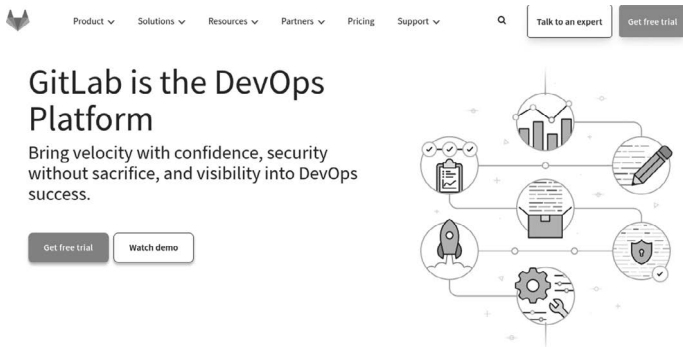 Product Solutions Resources Partners Pricing Support Talk to an expert Get free trial
GitLab is the DevOps
Platform
Bring velocity with confidence, security
without sacrifice, and visibility into DevOps
success.
Get free trial Watch demo